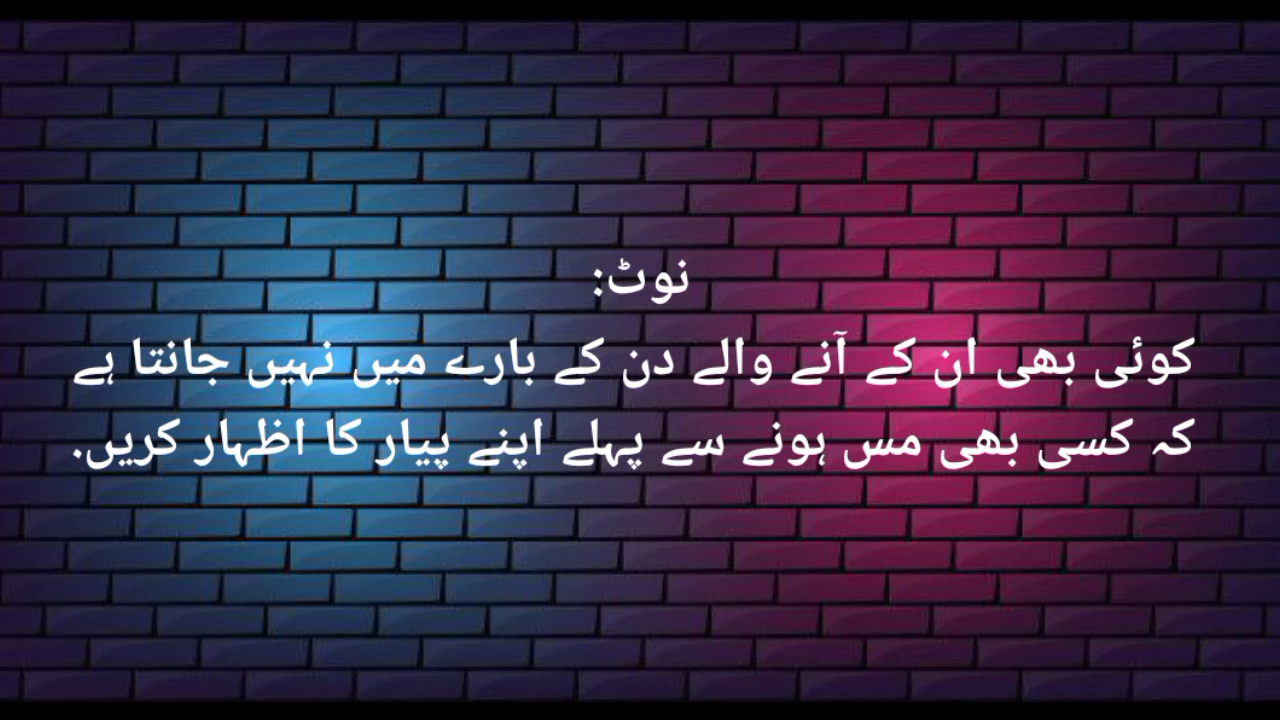 نوٹ:
کوئی بھی ان کے آنے والے دن کے بارے میں نہیں جانتا ہے
کہ کسی بھی مس ہونے سے پہلے اپنے پیار کا اظہار کریں.